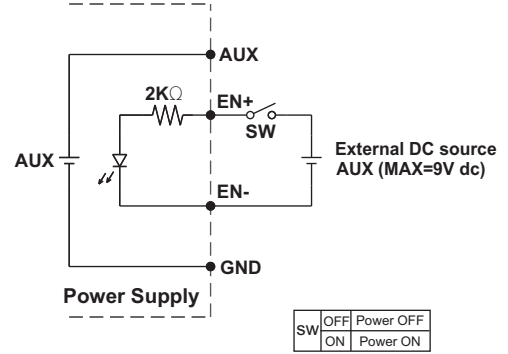 AUX
2KΩ
EN+
SW
External DC source
AUX (MAX=9V dc)
AUX
EN-
GND
Power Supply
SW
OFF Power OFF
ON Power ON